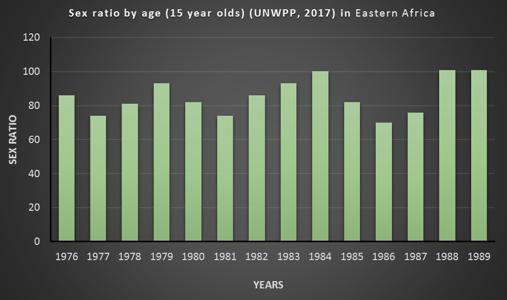 Sex ratio by age (15 year olds) (UNWPP, 2017) in Eastern Africa
120
100
80
60
40
20
0
SEX RATIO
1976 1977 1978 1979 1980 1981 1982 1983 1984 1985 1986 1987 1988 1989
YEARS